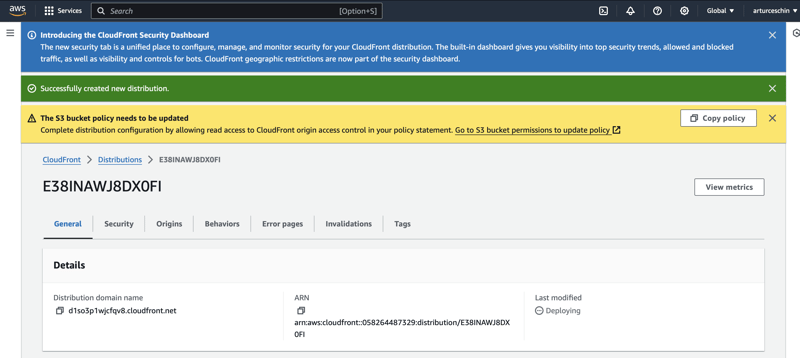 aws
Services
Search
[Option+S]
Global
arturceschin
Introducing the CloudFront Security Dashboard
The new security tab is a unified place to configure, manage, and monitor security for your CloudFront distribution. The built-in dashboard gives you visibility into top security trends, allowed and blocked
traffic, as well as visibility and controls for bots. CloudFront geographic restrictions are now part of the security dashboard.
Successfully created new distribution.
The S3 bucket policy needs to be updated
Complete distribution configuration by allowing read access to CloudFront origin access control in your policy statement. Go to S3 bucket permissions to update policy
Copy policy
CloudFront
Distributions
E38INAWJ8DX0FI
E38INAWJ8DX0FI
View metrics
General
Security
Origins
Behaviors
Error pages
Invalidations
Tags
Details
Distribution domain name
d1so3p1wjcfqv8.cloudfront.net
ARN
arn:aws:cloudfront::058264487329:distribution/E38INAWJ8DX
0FI
Last modified
Deploying